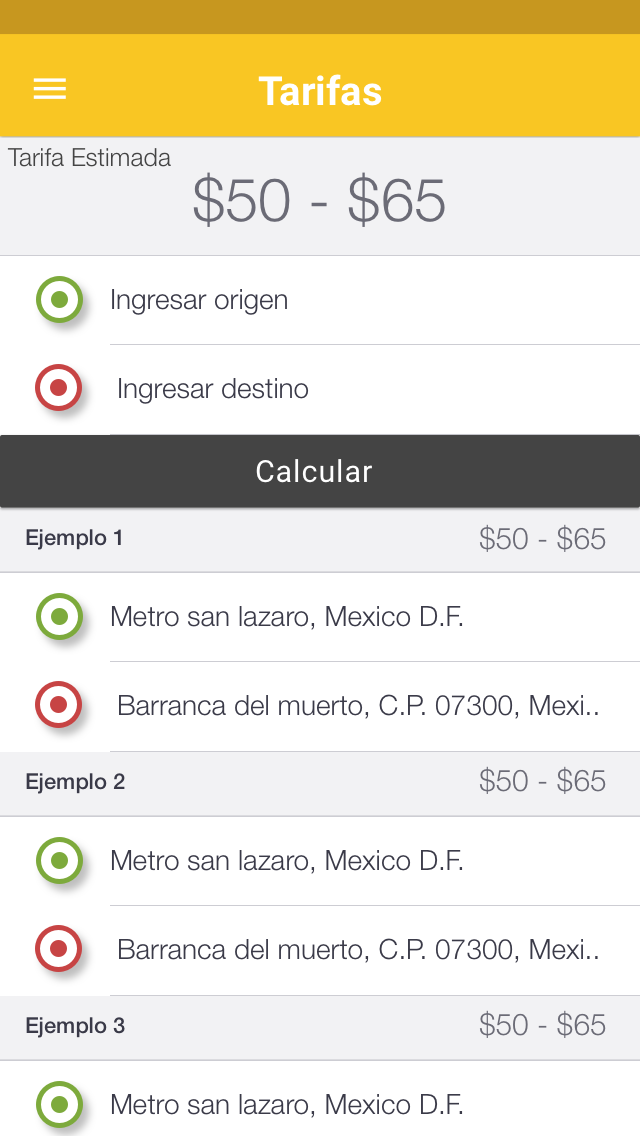 Tarifas
Tarifa Estimada
$50 - $65
Ingresar origen
Ingresar destino
Calcular
Ejemplo 1
$50 - $65
Metro san lazaro, Mexico D.F.
Barranca del muerto, C.P. 07300, Mexi..
Ejemplo 2
$50 - $65
Metro san lazaro, Mexico D.F.
Barranca del muerto, C.P. 07300, Mexi..
Ejemplo 3
$50 - $65
Metro san lazaro, Mexico D.F.